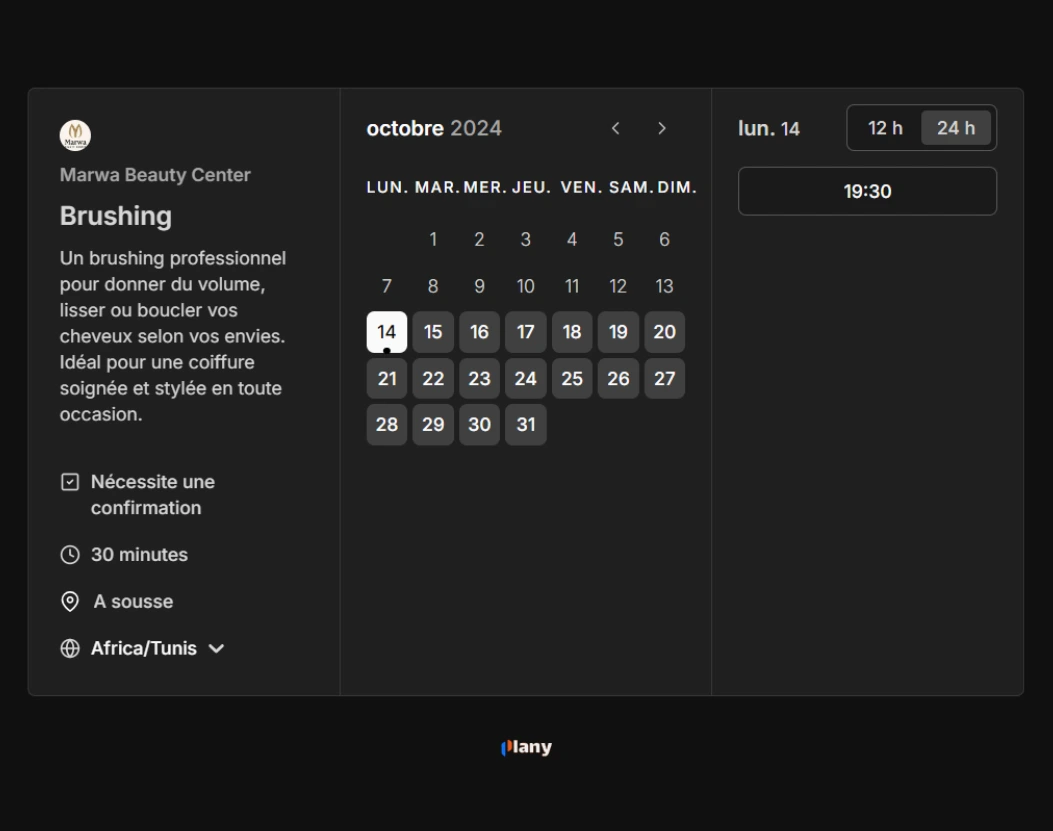 Marwa
Marwa Beauty Center
Brushing
Un brushing professionnel
pour donner du volume,
lisser ou boucler vos
cheveux selon vos envies.
Idéal pour une coiffure
soignée et stylée en toute
occasion.
Nécessite une
confirmation
30 minutes
A sousse
Africa/Tunis
octobre 2024
LUN. MAR. MER. JEU. VEN. SAM. DIM.
1 2 3 4 5 6
7 8 9 10 11 12 13
14 15 16 17 18 19 20
21 22 23 24 25 26 27
28 29 30 31
lun. 14
12 h 24 h
19:30
Plany